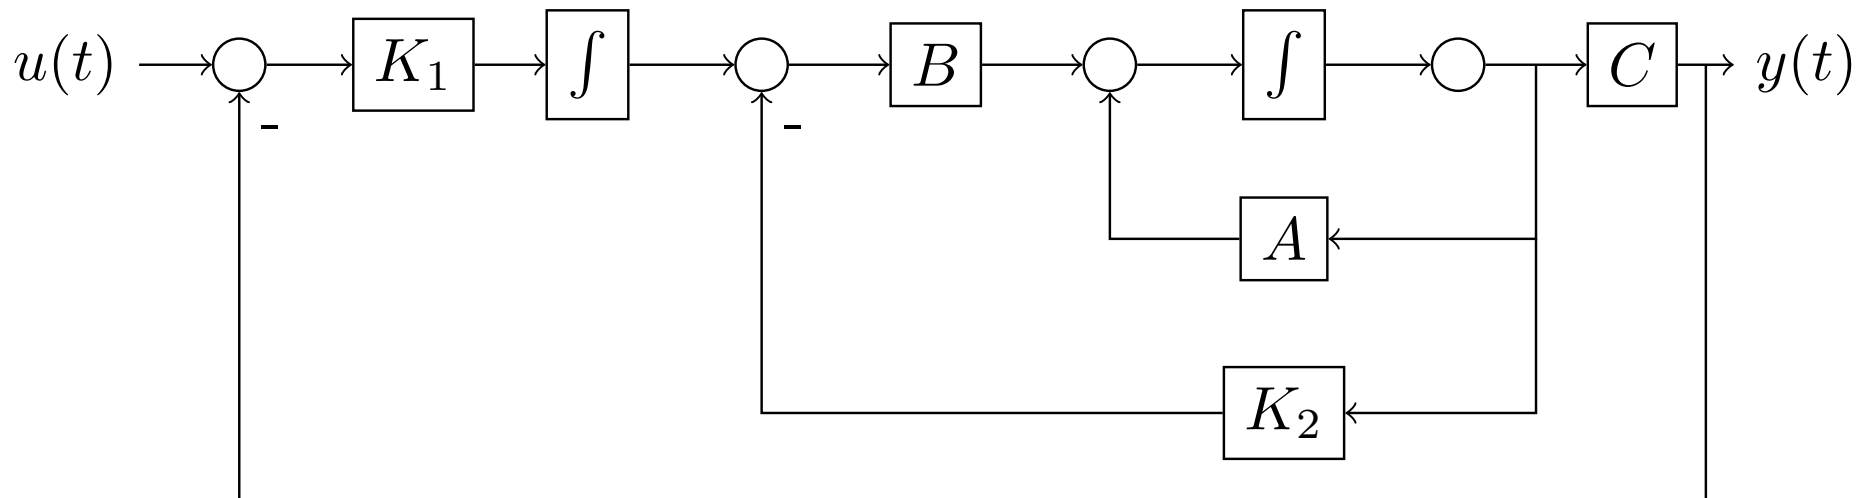 u(t) K₁ ∫ B ∫ C y(t)
- -
A
K₂